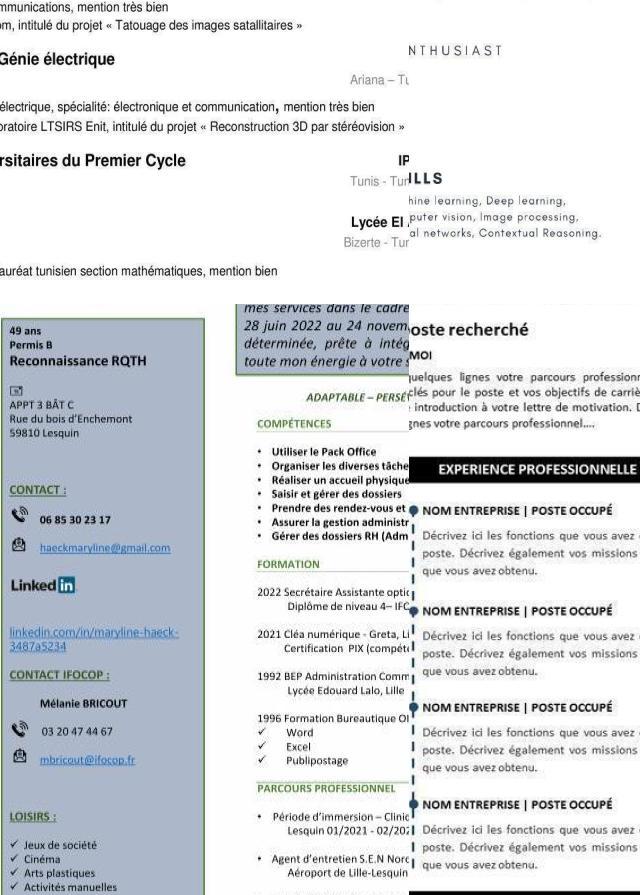 mmunications, mention très bien
om, intitulé du projet « Tatouage des images satallitaires »
Génie électrique
Ariana – Tu
électrique, spécialité: électronique et communication, mention très bien
oratoire LTSIRS Enit, intitulé du projet « Reconstruction 3D par stéréovision »
rsitaires du Premier Cycle
IP
Tunis - Tun
Lycée El
Bizerte - Tun
auréat tunisien section mathématiques, mention bien
NTHUSIAST
ILLS
hine learning, Deep learning,
puter vision, Image processing,
al networks, Contextual Reasoning.
49 ans
Permis B
Reconnaissance RQTH
APPT 3 BÂT C
Rue du bois d’Enchemont
59810 Lesquin
CONTACT :
06 85 30 23 17
haeckmaryline@gmail.com
Linked in
linkedin.com/in/maryline-haeck-
3487a5234
CONTACT IFOCOP :
Mélanie BRICOUT
03 20 47 44 67
mbricout@ifocop.fr
LOISIRS :
✓ Jeux de société
✓ Cinéma
✓ Arts plastiques
✓ Activités manuelles
mes services dans le cadre
28 juin 2022 au 24 novem
déterminée, prête à intég
toute mon énergie à votre s
ADAPTABLE – PERSÉ
COMPÉTENCES
• Utiliser le Pack Office
• Organiser les diverses tâche
• Réaliser un accueil physique
• Saisir et gérer des dossiers
• Prendre des rendez-vous et
• Assurer la gestion administr
• Gérer des dossiers RH (Adm
FORMATION
2022 Secrétaire Assistante optic
Diplôme de niveau 4– IFC
2021 Cléa numérique - Greta, Li
Certification PIX (compéte
1992 BEP Administration Comm
Lycée Edouard Lalo, Lille
1996 Formation Bureautique Of
✓ Word
✓ Excel
✓ Publipostage
PARCOURS PROFESSIONNEL
• Période d’immersion – Clinic
Lesquin 01/2021 - 02/202
• Agent d’entretien S.E.N Nord
Aéroport de Lille-Lesquin
oste recherché
MOI
quelques lignes votre parcours professionn
clés pour le poste et vos objectifs de carriè
introduction à votre lettre de motivation. D
gnes votre parcours professionnel....
EXPERIENCE PROFESSIONNELLE
NOM ENTREPRISE | POSTE OCCUPÉ
Décrivez ici les fonctions que vous avez
poste. Décrivez également vos missions
que vous avez obtenu.
NOM ENTREPRISE | POSTE OCCUPÉ
Décrivez ici les fonctions que vous avez
poste. Décrivez également vos missions
que vous avez obtenu.
NOM ENTREPRISE | POSTE OCCUPÉ
Décrivez ici les fonctions que vous avez
poste. Décrivez également vos missions
que vous avez obtenu.
NOM ENTREPRISE | POSTE OCCUPÉ
Décrivez ici les fonctions que vous avez
poste. Décrivez également vos missions
que vous avez obtenu.